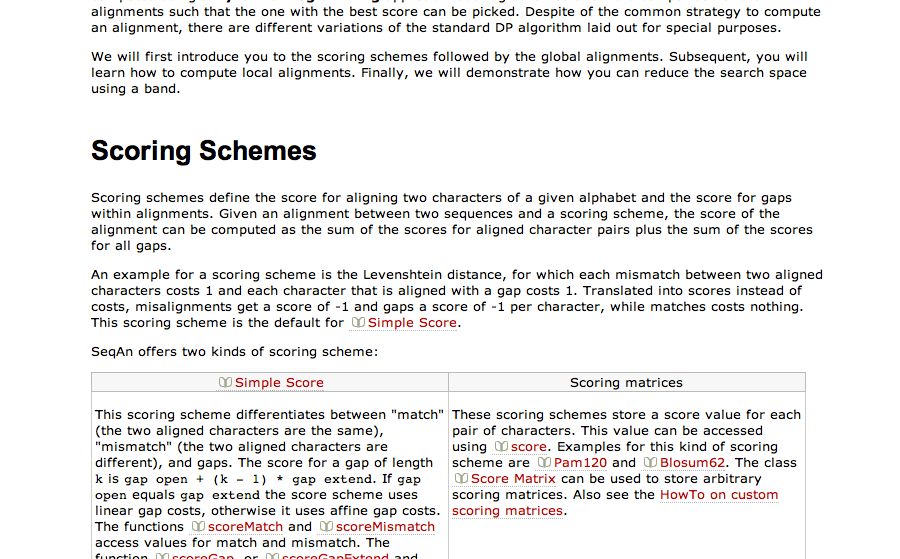 alignments such that the one with the best score can be picked. Despite of the common strategy to compute
an alignment, there are different variations of the standard DP algorithm laid out for special purposes.
We will first introduce you to the scoring schemes followed by the global alignments. Subsequent, you will
learn how to compute local alignments. Finally, we will demonstrate how you can reduce the search space
using a band.
Scoring Schemes
Scoring schemes define the score for aligning two characters of a given alphabet and the score for gaps
within alignments. Given an alignment between two sequences and a scoring scheme, the score of the
alignment can be computed as the sum of the scores for aligned character pairs plus the sum of the scores
for all gaps.
An example for a scoring scheme is the Levenshtein distance, for which each mismatch between two aligned
characters costs 1 and each character that is aligned with a gap costs 1. Translated into scores instead of
costs, misalignments get a score of -1 and gaps a score of -1 per character, while matches costs nothing.
This scoring scheme is the default for Simple Score.
SeqAn offers two kinds of scoring scheme:
Simple Score
This scoring scheme differentiates between "match"
(the two aligned characters are the same),
"mismatch" (the two aligned characters are
different), and gaps. The score for a gap of length
k is gap open + (k - 1) * gap extend. If gap
open equals gap extend the score scheme uses
linear gap costs, otherwise it uses affine gap costs.
The functions scoreMatch and scoreMismatch
access values for match and mismatch. The
function scoreGap, or scoreGapExtend and
Scoring matrices
These scoring schemes store a score value for each
pair of characters. This value can be accessed
using score. Examples for this kind of scoring
scheme are Pam120 and Blosum62. The class
Score Matrix can be used to store arbitrary
scoring matrices. Also see the HowTo on custom
scoring matrices.